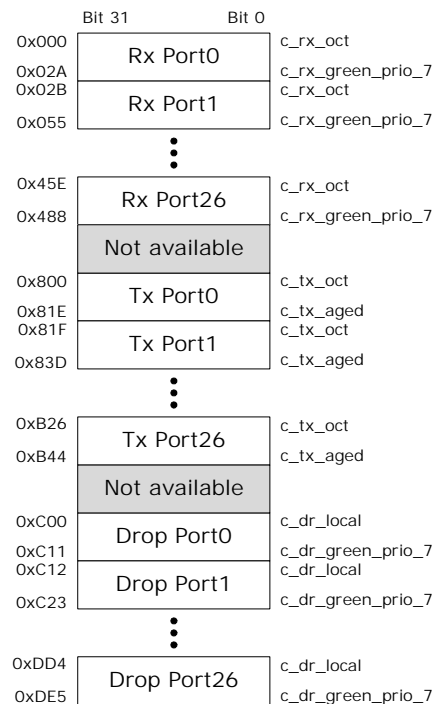 Bit 31 Bit 0
0x000 c_rx_oct
Rx Port0
0x02A c_rx_green_prio_7
0x02B c_rx_oct
Rx Port1
0x055 c_rx_green_prio_7
0x45E c_rx_oct
Rx Port26
0x488 c_rx_green_prio_7
Not available
0x800 c_tx_oct
Tx Port0
0x81E c_tx_aged
0x81F c_tx_oct
Tx Port1
0x83D c_tx_aged
0xB26 c_tx_oct
Tx Port26
0xB44 c_tx_aged
Not available
0xC00 c_dr_local
Drop Port0
0xC11 c_dr_green_prio_7
0xC12 c_dr_local
Drop Port1
0xC23 c_dr_green_prio_7
0xDD4 c_dr_local
Drop Port26
0xDE5 c_dr_green_prio_7